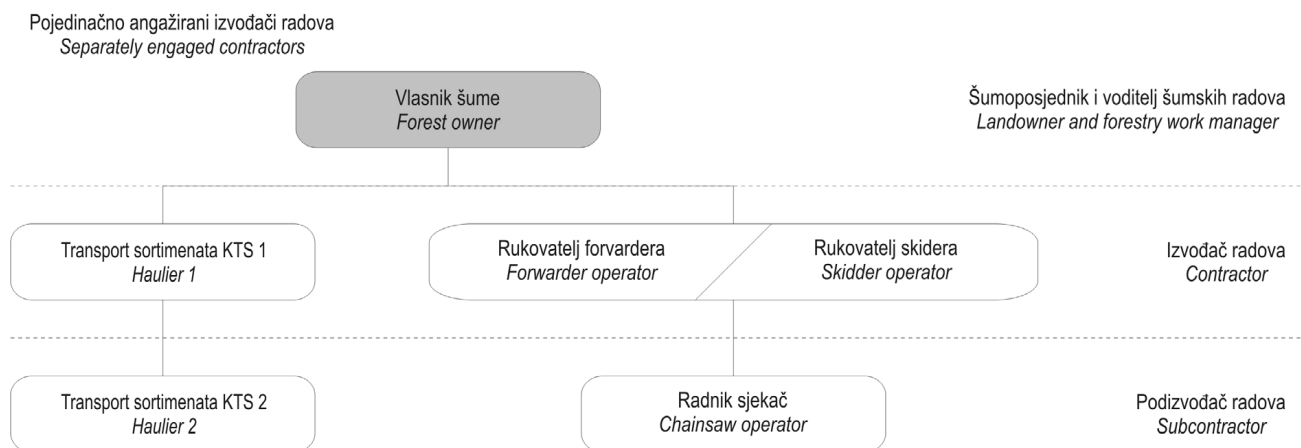 Pojedinačno angažirani izvođači radova
Separately engaged contractors
Vlasnik šume
Forest owner
Šumoposjednik i voditelj šumskih radova
Landowner and forestry work manager
Transport sortimenata KTS 1
Haulier 1
Rukovatelj forvardera
Forwarder operator
Rukovatelj skidera
Skidder operator
Izvođač radova
Contractor
Transport sortimenata KTS 2
Haulier 2
Radnik sjekač
Chainsaw operator
Podizvođač radova
Subcontractor